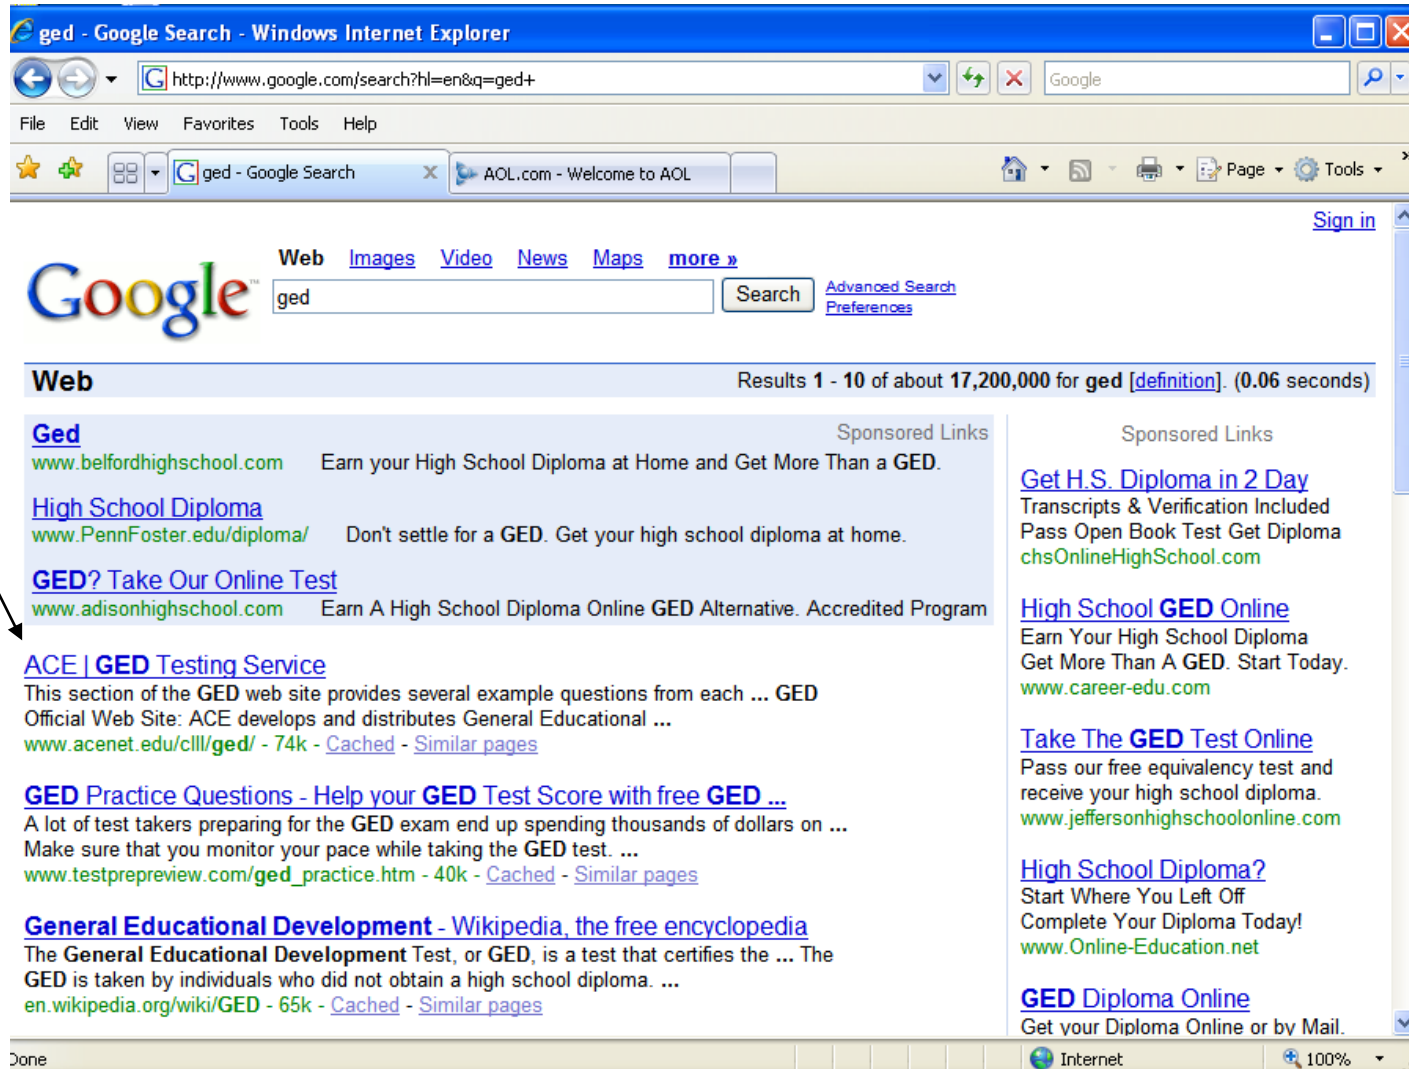 ged - Google Search - Windows Internet Explorer
http://www.google.com/search?hl=en&q=ged+
Google
File Edit View Favorites Tools Help
ged - Google Search
AOL.com - Welcome to AOL
Page
Tools
Sign in
Web Images Video News Maps more »
Google™
ged
Search
Advanced Search
Preferences
Web
Results 1 - 10 of about 17,200,000 for ged [definition]. (0.06 seconds)
Ged
Sponsored Links
www.belfordhighschool.com Earn your High School Diploma at Home and Get More Than a GED.
High School Diploma
www.PennFoster.edu/diploma/ Don't settle for a GED. Get your high school diploma at home.
GED? Take Our Online Test
www.adisonhighschool.com Earn A High School Diploma Online GED Alternative. Accredited Program
ACE | GED Testing Service
This section of the GED web site provides several example questions from each ... GED
Official Web Site: ACE develops and distributes General Educational ...
www.acenet.edu/clll/ged/ - 74k - Cached - Similar pages
GED Practice Questions - Help your GED Test Score with free GED ...
A lot of test takers preparing for the GED exam end up spending thousands of dollars on ...
Make sure that you monitor your pace while taking the GED test. ...
www.testprepreview.com/ged_practice.htm - 40k - Cached - Similar pages
General Educational Development - Wikipedia, the free encyclopedia
The General Educational Development Test, or GED, is a test that certifies the ... The
GED is taken by individuals who did not obtain a high school diploma. ...
en.wikipedia.org/wiki/GED - 65k - Cached - Similar pages
Sponsored Links
Get H.S. Diploma in 2 Day
Transcripts & Verification Included
Pass Open Book Test Get Diploma
chsOnlineHighSchool.com
High School GED Online
Earn Your High School Diploma
Get More Than A GED. Start Today.
www.career-edu.com
Take The GED Test Online
Pass our free equivalency test and
receive your high school diploma.
www.jeffersonhighschoolonline.com
High School Diploma?
Start Where You Left Off
Complete Your Diploma Today!
www.Online-Education.net
GED Diploma Online
Get your Diploma Online or by Mail.
Done
Internet
100%